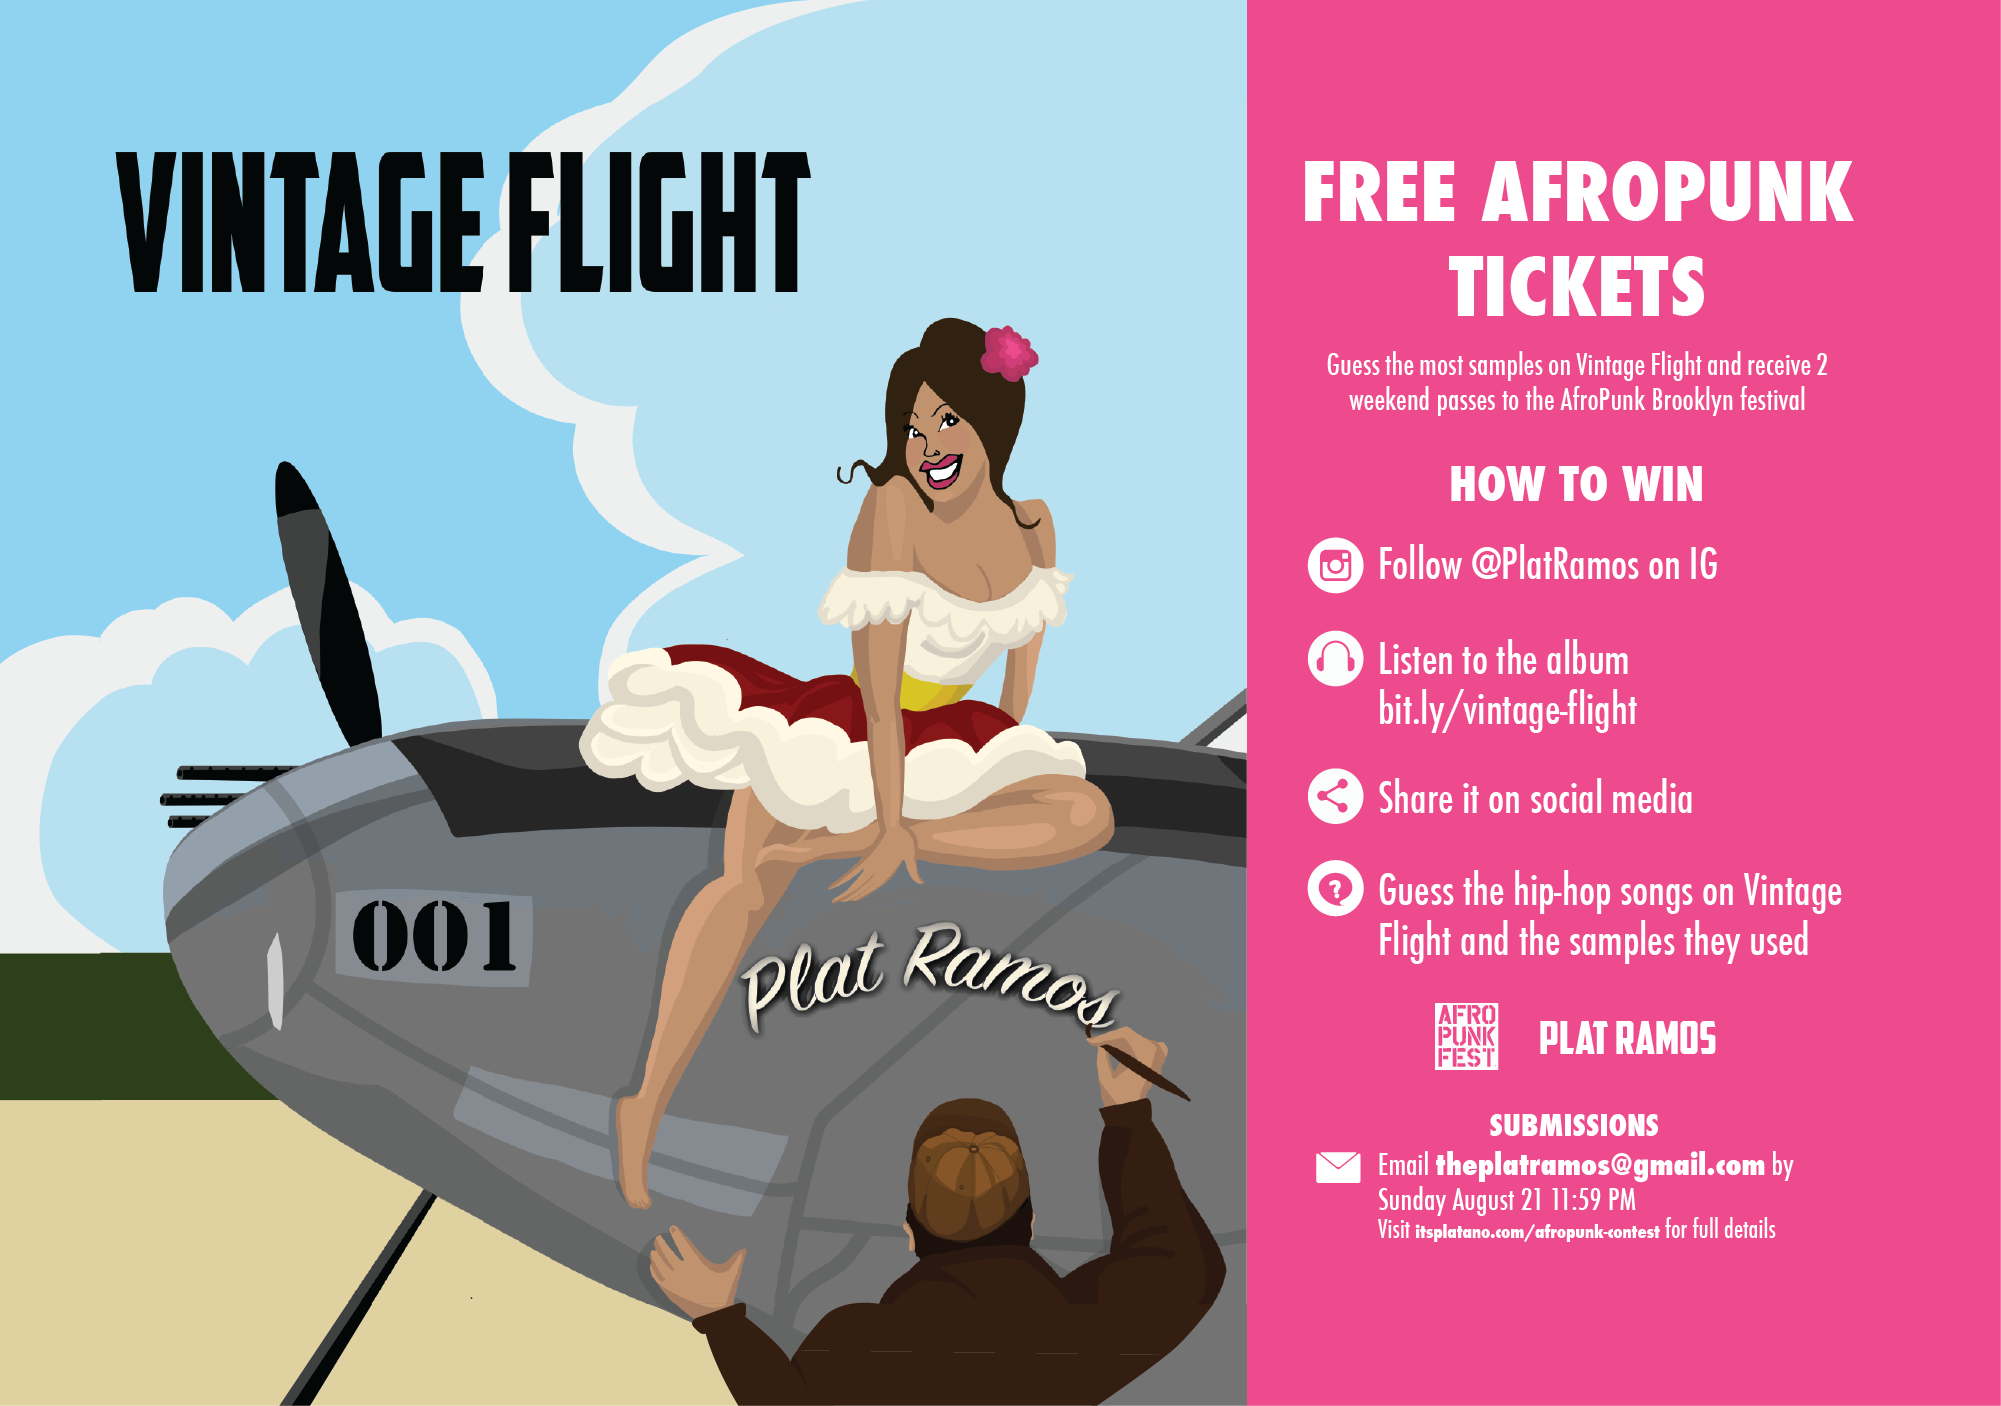 VINTAGE FLIGHT
001
Plat Ramos
FREE AFROPUNK
TICKETS
Guess the most samples on Vintage Flight and receive 2
weekend passes to the AfroPunk Brooklyn festival
HOW TO WIN
Follow @PlatRamos on IG
Listen to the album
bit.ly/vintage-flight
Share it on social media
?
Guess the hip-hop songs on Vintage
Flight and the samples they used
AFRO
PUNK
FEST
PLAT RAMOS
SUBMISSIONS
Email theplatramos@gmail.com by
Sunday August 21 11:59 PM
Visit itsplatano.com/afropunk-contest for full details